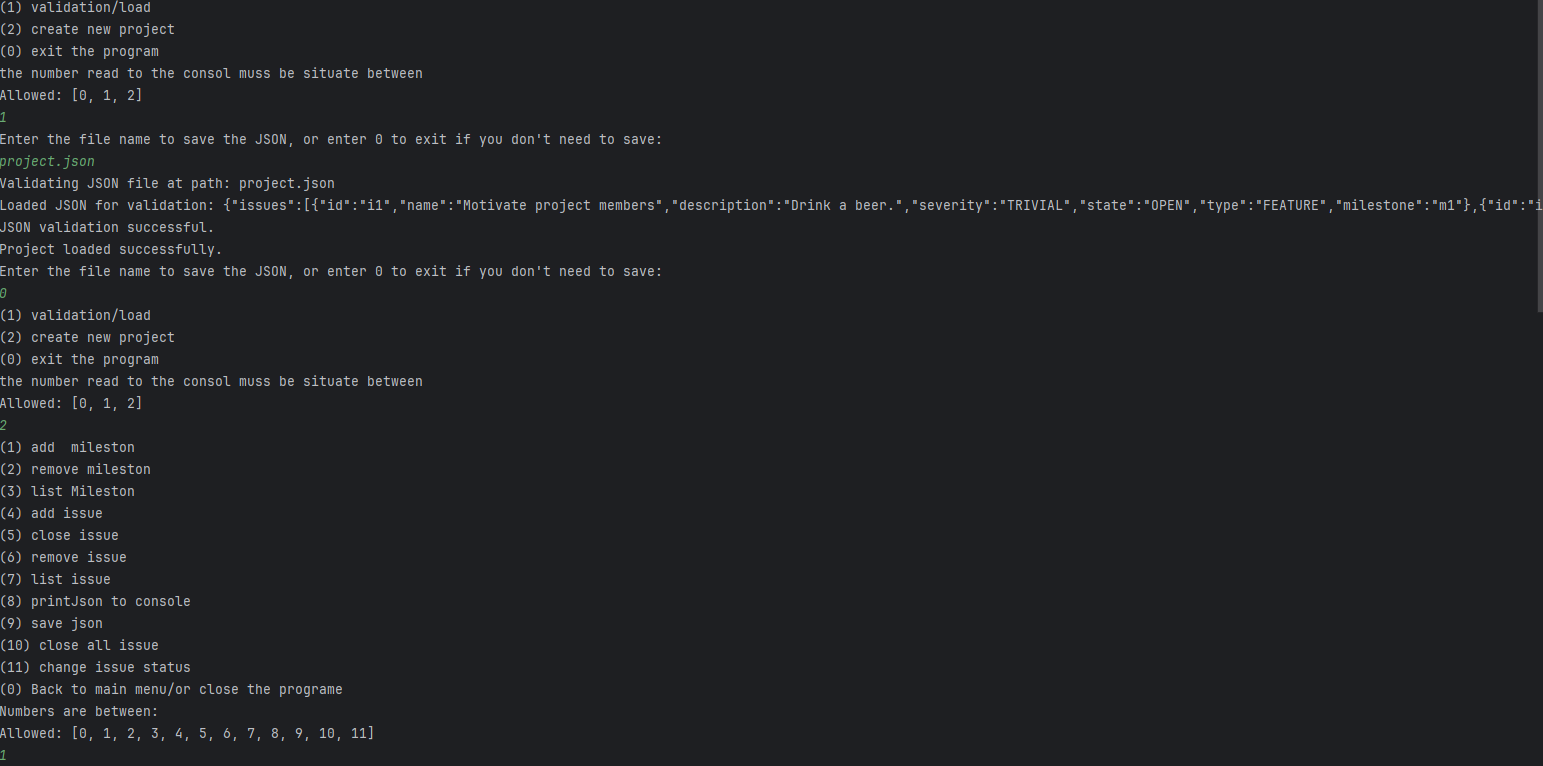 (1) validation/load
(2) create new project
(0) exit the program
the number read to the consol muss be situate between
Allowed: [0, 1, 2]
1
Enter the file name to save the JSON, or enter 0 to exit if you don't need to save:
project.json
Validating JSON file at path: project.json
Loaded JSON for validation: {"issues":[{"id":"i1","name":"Motivate project members","description":"Drink a beer.","severity":"TRIVIAL","state":"OPEN","type":"FEATURE","milestone":"m1"},{"id":"i
JSON validation successful.
Project loaded successfully.
Enter the file name to save the JSON, or enter 0 to exit if you don't need to save:
0
(1) validation/load
(2) create new project
(0) exit the program
the number read to the consol muss be situate between
Allowed: [0, 1, 2]
2
(1) add  mileston
(2) remove mileston
(3) list Mileston
(4) add issue
(5) close issue
(6) remove issue
(7) list issue
(8) printJson to console
(9) save json
(10) close all issue
(11) change issue status
(0) Back to main menu/or close the programe
Numbers are between:
Allowed: [0, 1, 2, 3, 4, 5, 6, 7, 8, 9, 10, 11]
1